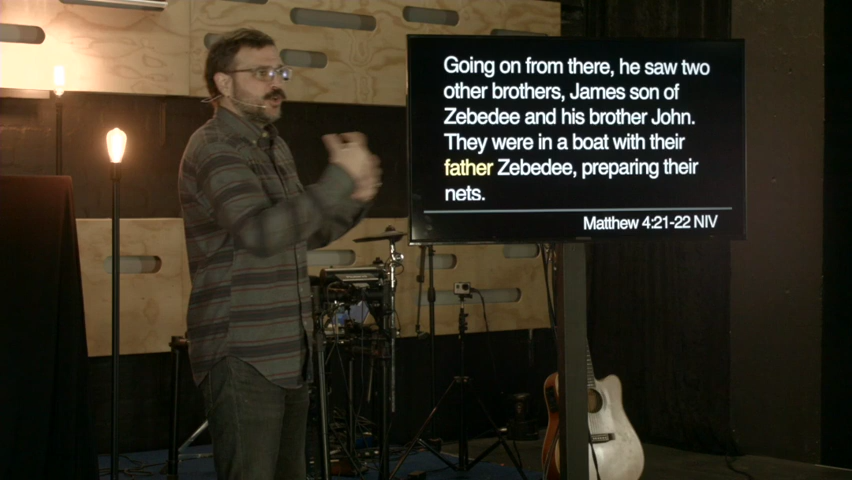 Going on from there, he saw two
other brothers, James son of
Zebedee and his brother John.
They were in a boat with their
father Zebedee, preparing their
nets.
Matthew 4:21-22 NIV